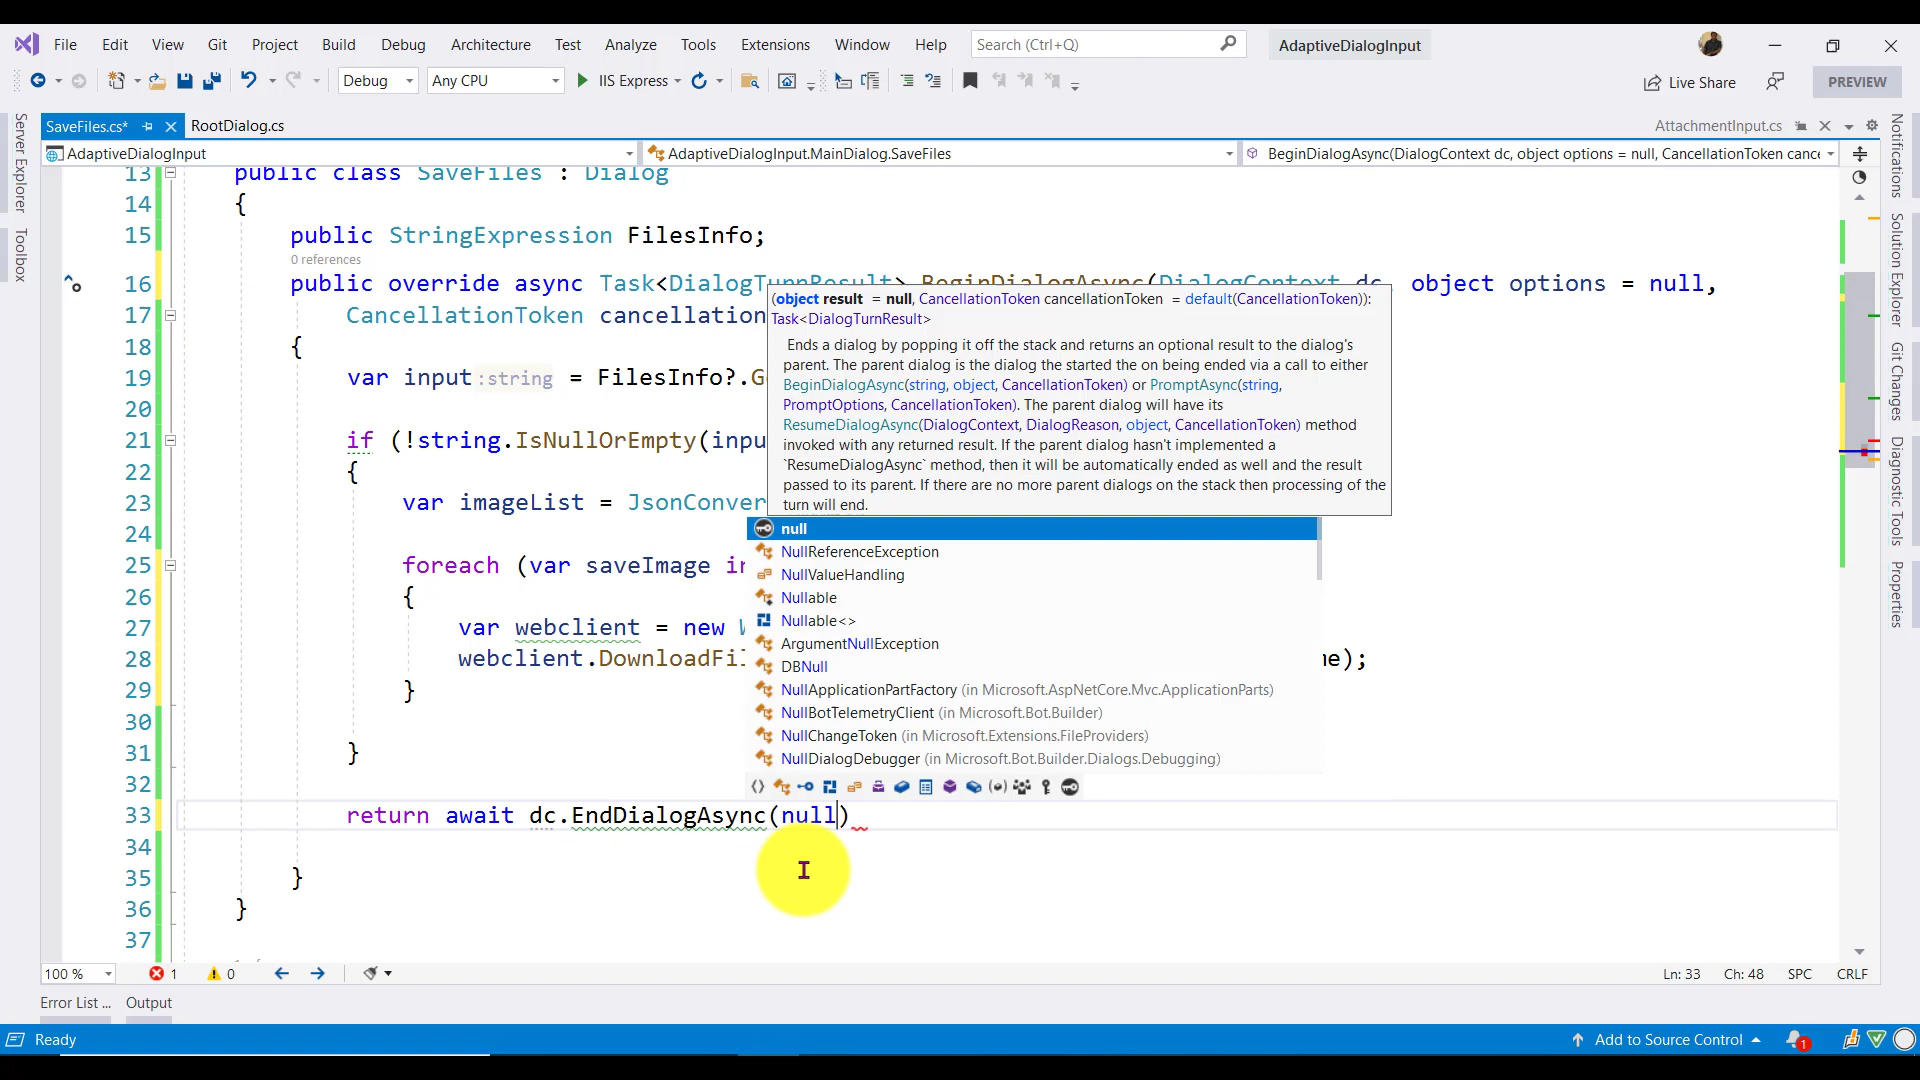 File Edit View Git Project Build Debug Architecture Test Analyze Tools Extensions Window Help Search (Ctrl+Q) AdaptiveDialogInput
Debug Any CPU IIS Express Live Share PREVIEW
SaveFiles.cs* RootDialog.cs AttachmentInput.cs
AdaptiveDialogInput AdaptiveDialogInput.MainDialog.SaveFiles BeginDialogAsync(DialogContext dc, object options = null, CancellationToken cance
Server Explorer
Toolbox
Notifications
Solution Explorer
Git Changes
Diagnostic Tools
Properties
13 public class SaveFiles : Dialog
14 {
15 public StringExpression FilesInfo;
0 references
16 public override async Task<DialogTurnResult> BeginDialogAsync(DialogContext dc, object options = null,
17 CancellationToken cancellation
18 {
19 var input :string = FilesInfo?.Ge
20
21 if (!string.IsNullOrEmpty(inpu
22 {
23 var imageList = JsonConver
24
25 foreach (var saveImage in
26 {
27 var webclient = new W
28 webclient.DownloadFil e);
29 }
30
31 }
32
33 return await dc.EndDialogAsync(null)
34
35 }
36 }
37
(object result = null, CancellationToken cancellationToken = default(CancellationToken)):
Task<DialogTurnResult>
Ends a dialog by popping it off the stack and returns an optional result to the dialog's
parent. The parent dialog is the dialog the started the on being ended via a call to either
BeginDialogAsync(string, object, CancellationToken) or PromptAsync(string,
PromptOptions, CancellationToken). The parent dialog will have its
ResumeDialogAsync(DialogContext, DialogReason, object, CancellationToken) method
invoked with any returned result. If the parent dialog hasn't implemented a
`ResumeDialogAsync` method, then it will be automatically ended as well and the result
passed to its parent. If there are no more parent dialogs on the stack then processing of the
turn will end.
null
NullReferenceException
NullValueHandling
Nullable
Nullable<>
ArgumentNullException
DBNull
NullApplicationPartFactory (in Microsoft.AspNetCore.Mvc.ApplicationParts)
NullBotTelemetryClient (in Microsoft.Bot.Builder)
NullChangeToken (in Microsoft.Extensions.FileProviders)
NullDialogDebugger (in Microsoft.Bot.Builder.Dialogs.Debugging)
100 % 1 0 Ln: 33 Ch: 48 SPC CRLF
Error List ... Output
Ready Add to Source Control 1